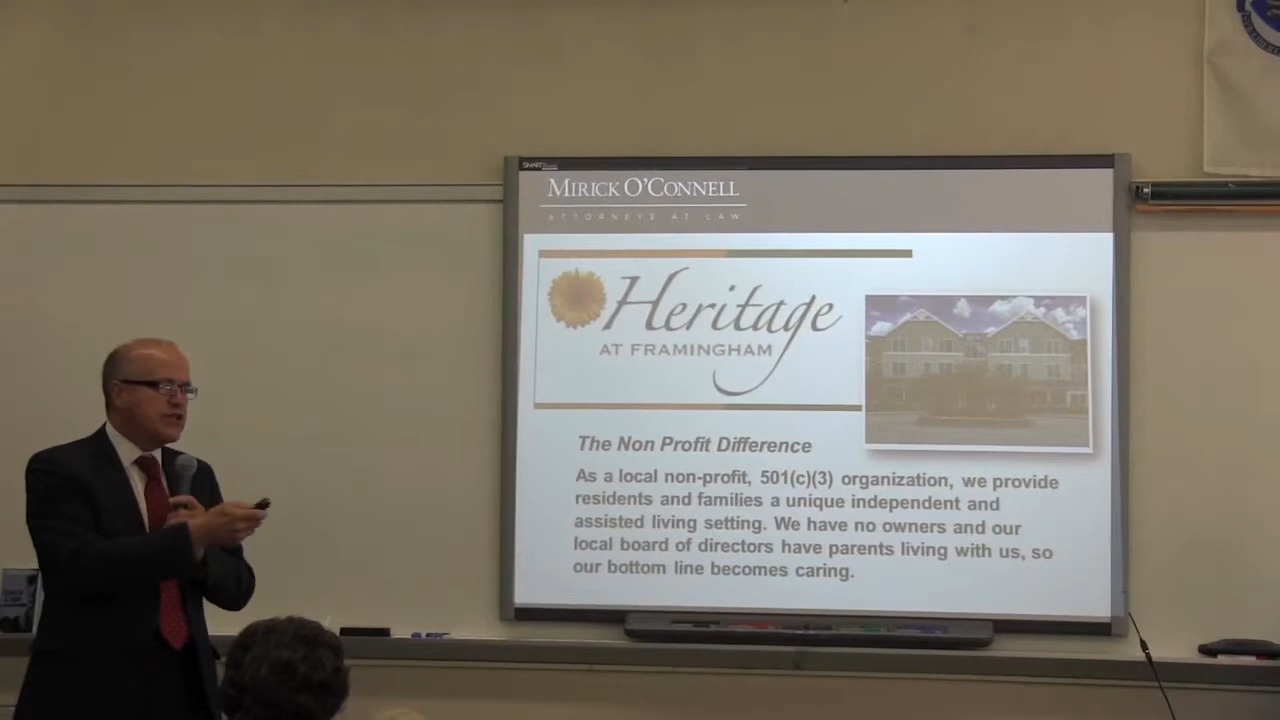 SMART
MIRICK O'CONNELL
ATTORNEYS AT LAW
Heritage
AT FRAMINGHAM
The Non Profit Difference
As a local non-profit, 501(c)(3) organization, we provide
residents and families a unique independent and
assisted living setting. We have no owners and our
local board of directors have parents living with us, so
our bottom line becomes caring.